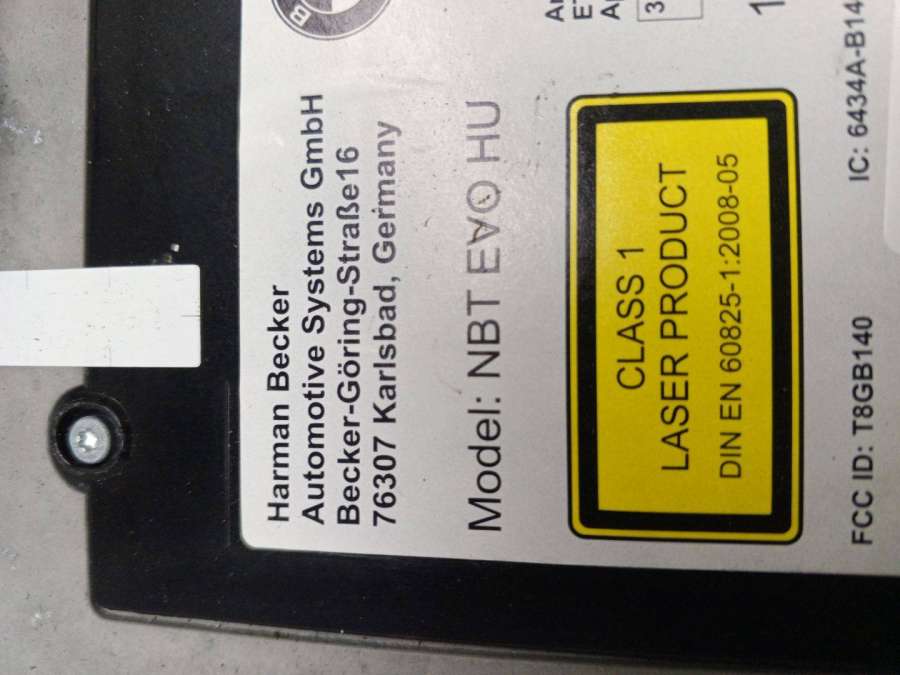 B
Harman Becker
Automotive Systems GmbH
Becker-Göring-Straße16
76307 Karlsbad, Germany
Model: NBT EVO HU
CLASS 1
LASER PRODUCT
DIN EN 60825-1:2008-05
FCC ID: T8GB140
IC: 6434A-B14